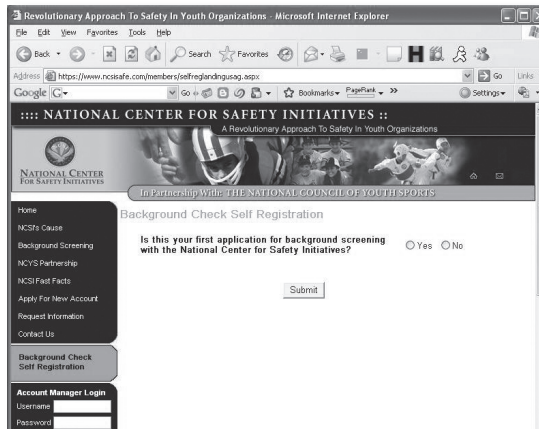 Revolutionary Approach To Safety In Youth Organizations - Microsoft Internet Explorer
File Edit View Favorites Tools Help
Back Search Favorites
Address https://www.ncsisafe.com/members/selfreglandingusag.aspx Go Links
Google G Go Bookmarks PageRank >> Settings
:::: NATIONAL CENTER FOR SAFETY INITIATIVES ::
A Revolutionary Approach To Safety In Youth Organizations
NATIONAL CENTER
FOR SAFETY INITIATIVES
In Partnership With: THE NATIONAL COUNCIL OF YOUTH SPORTS
Home
NCSI's Cause
Background Screening
NCYS Partnership
NCSI Fast Facts
Apply For New Account
Request Information
Contact Us
Background Check
Self Registration
Account Manager Login
Username
Password
Background Check Self Registration
Is this your first application for background screening
with the National Center for Safety Initiatives?
Yes No
Submit